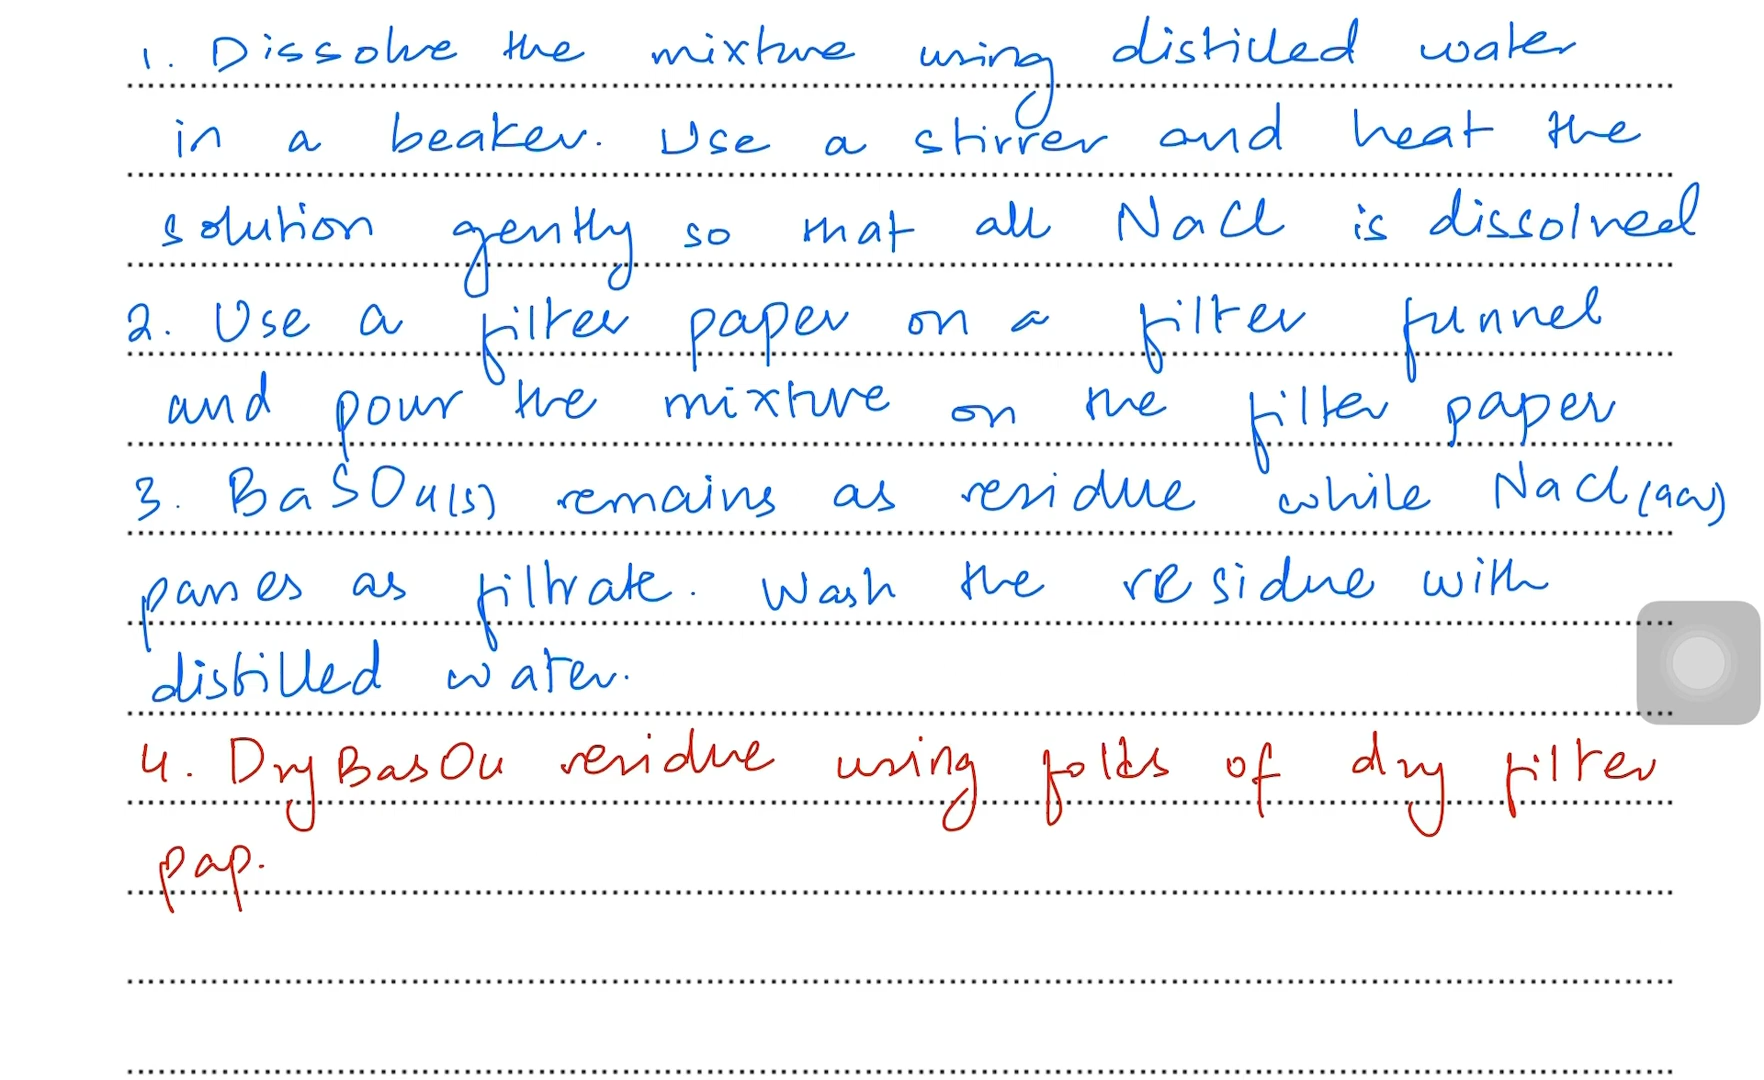 1. Dissolve the mixture using distilled water
in a beaker. Use a stirrer and heat the
solution gently so that all NaCl is dissolved
2. Use a filter paper on a filter funnel
and pour the mixture on the filter paper
3. BaSO4(s) remains as residue while NaCl(aq)
passes as filtrate. Wash the residue with
distilled water.
4. Dry BaSO4 residue using folds of dry filter
pap.